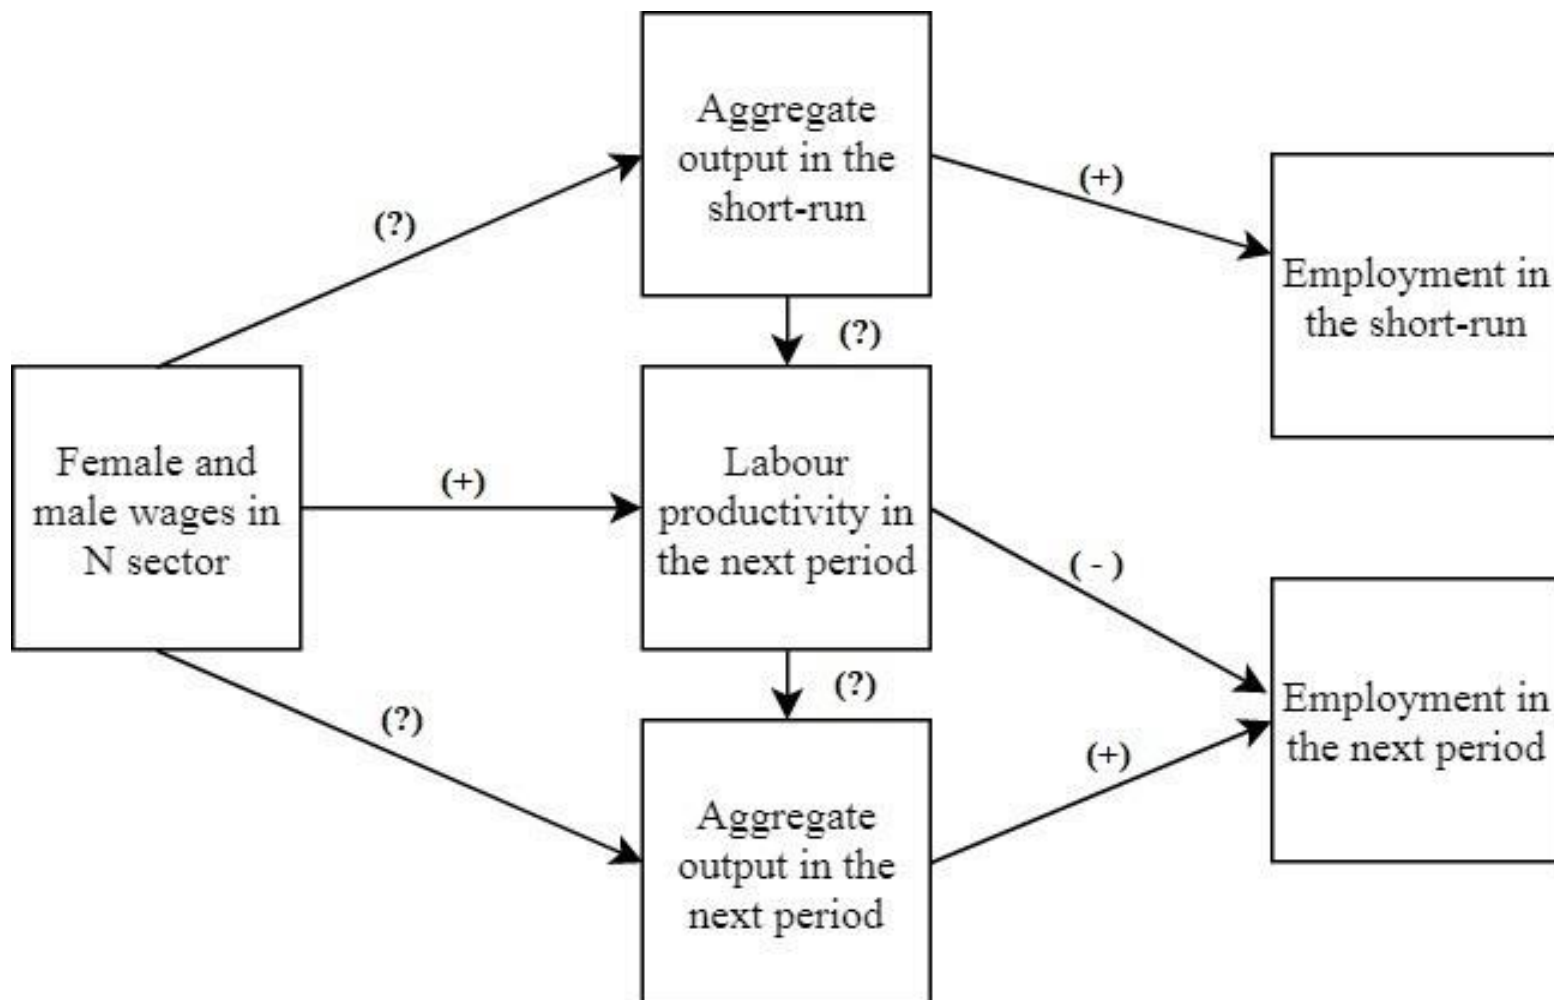 Aggregate
output in the
short-run
(+)
Employment in
the short-run
(?)
(?)
Female and
male wages in
N sector
(+)
Labour
productivity in
the next period
( - )
Employment in
the next period
(?)
(?)
(+)
Aggregate
output in the
next period